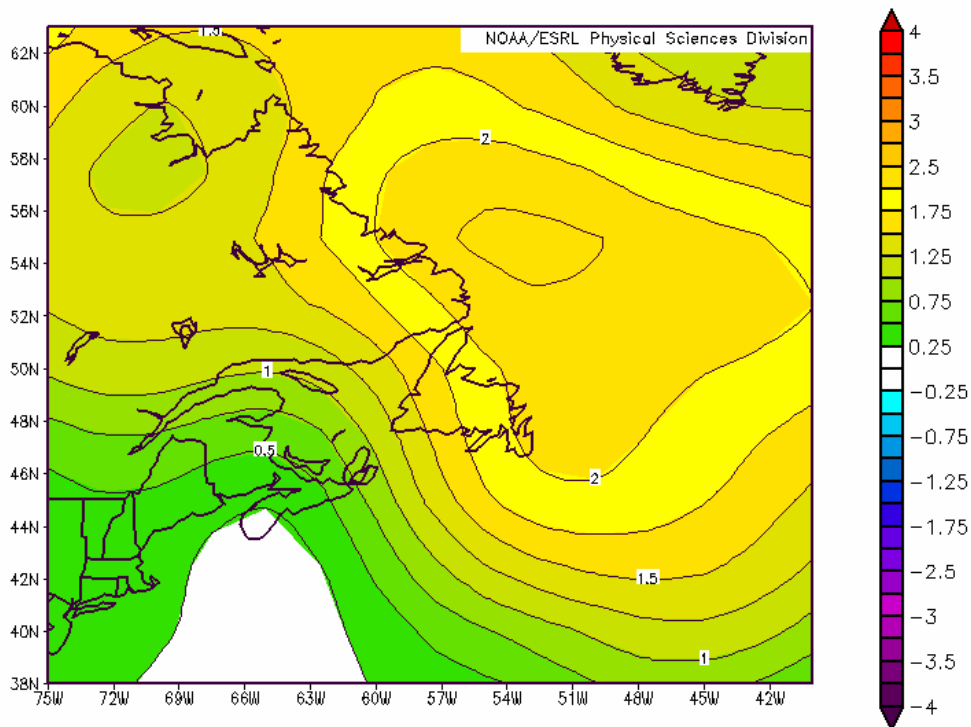 NOAA/ESRL Physical Sciences Division
1.5
2
1
0.5
2
1.5
1
62N
60N
58N
56N
54N
52N
50N
48N
46N
44N
42N
40N
38N
75W 72W 69W 66W 63W 60W 57W 54W 51W 48W 45W 42W
4
3.5
3
2.5
1.75
1.25
0.75
0.25
-0.25
-0.75
-1.25
-1.75
-2.5
-3
-3.5
-4